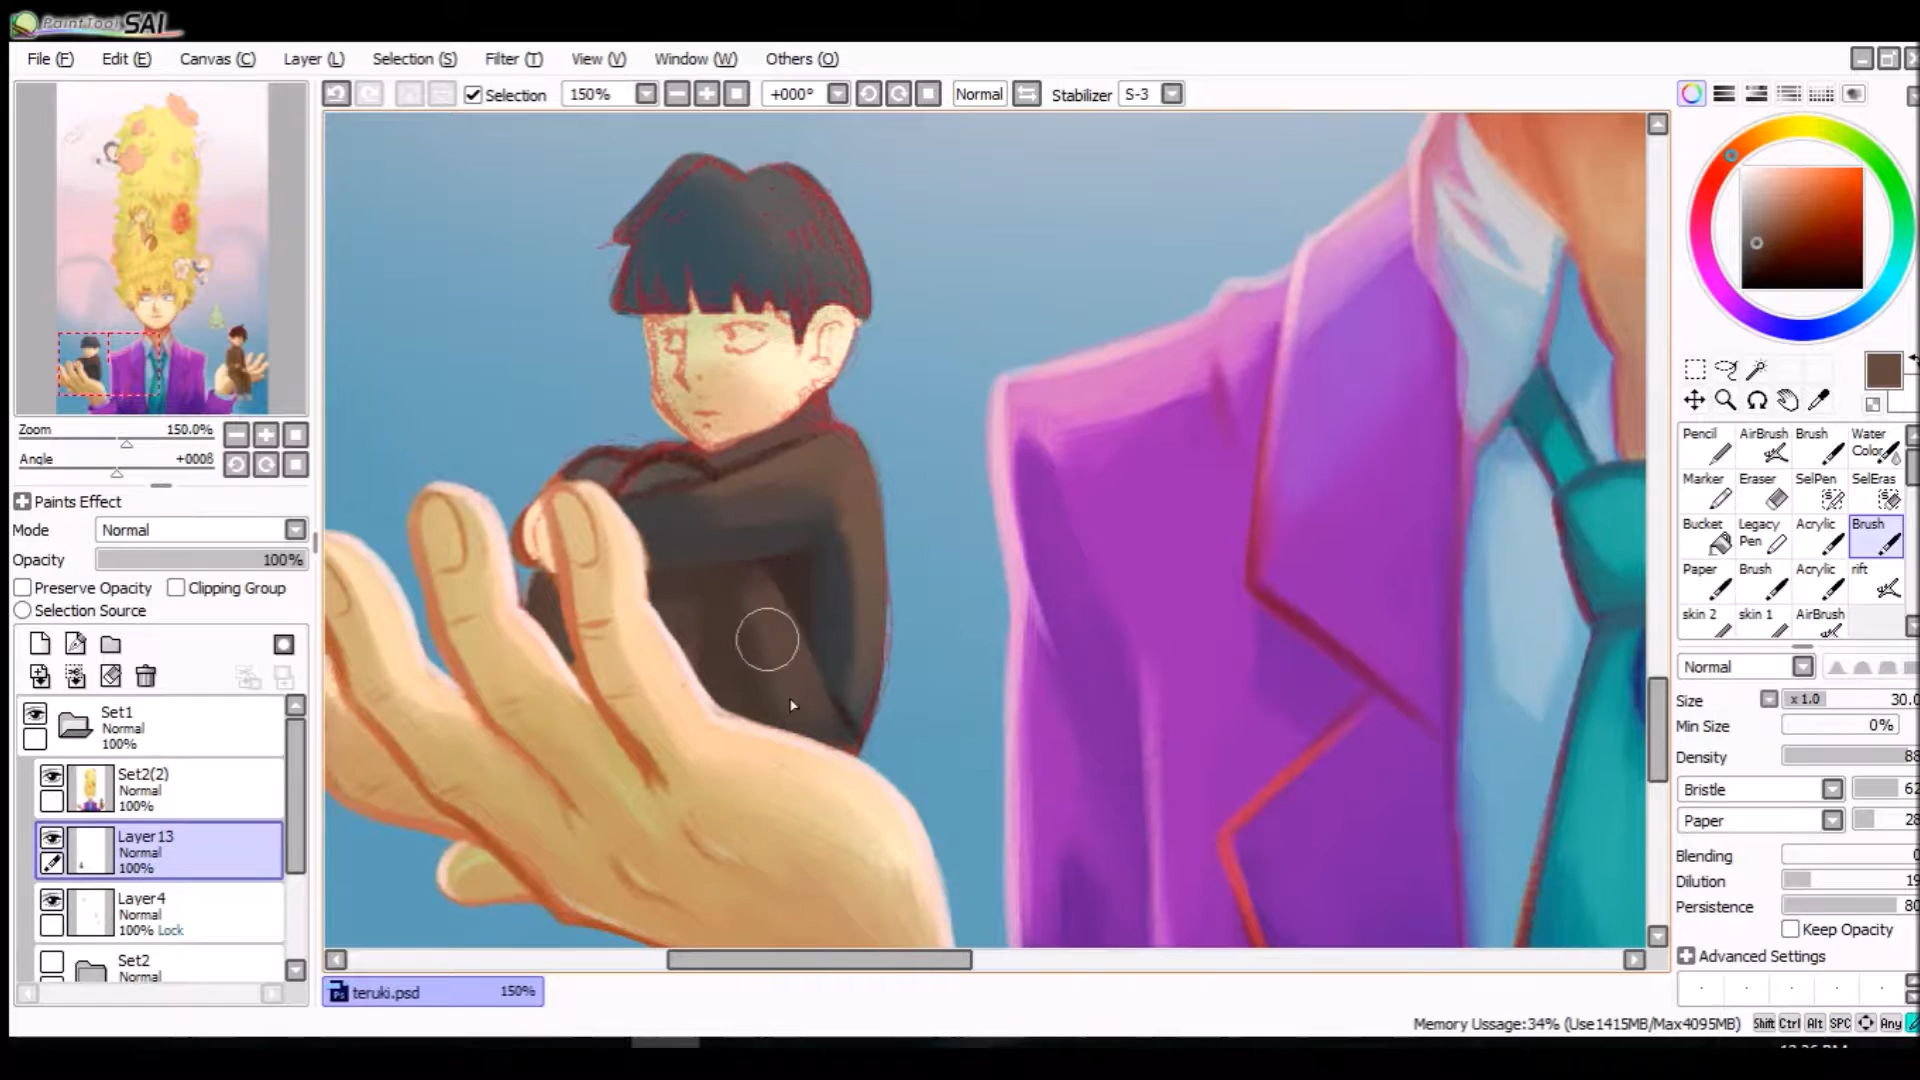 PaintTool SAI
File (F) Edit (E) Canvas (C) Layer (L) Selection (S) Filter (T) View (V) Window (W) Others (O)
Selection 150% +000° Normal Stabilizer S-3
Zoom 150.0%
Angle +000ß
Paints Effect
Mode Normal
Opacity 100%
Preserve Opacity Clipping Group
Selection Source
Set1
Normal
100%
Set2(2)
Normal
100%
Layer13
Normal
100%
Layer4
Normal
100% Lock
Set2
Normal
Pencil AirBrush Brush Water
Color
Marker Eraser SelPen SelEras
Bucket Legacy Acrylic Brush
Pen
Paper Brush Acrylic rift
skin 2 skin 1 AirBrush
Normal
Size x 1.0 30.0
Min Size 0%
Density 88
Bristle 62
Paper 28
Blending 0
Dilution 19
Persistence 80
Keep Opacity
Advanced Settings
Ps teruki.psd 150%
Memory Ussage:34% (Use1415MB/Max4095MB) Shift Ctrl Alt SPC Any